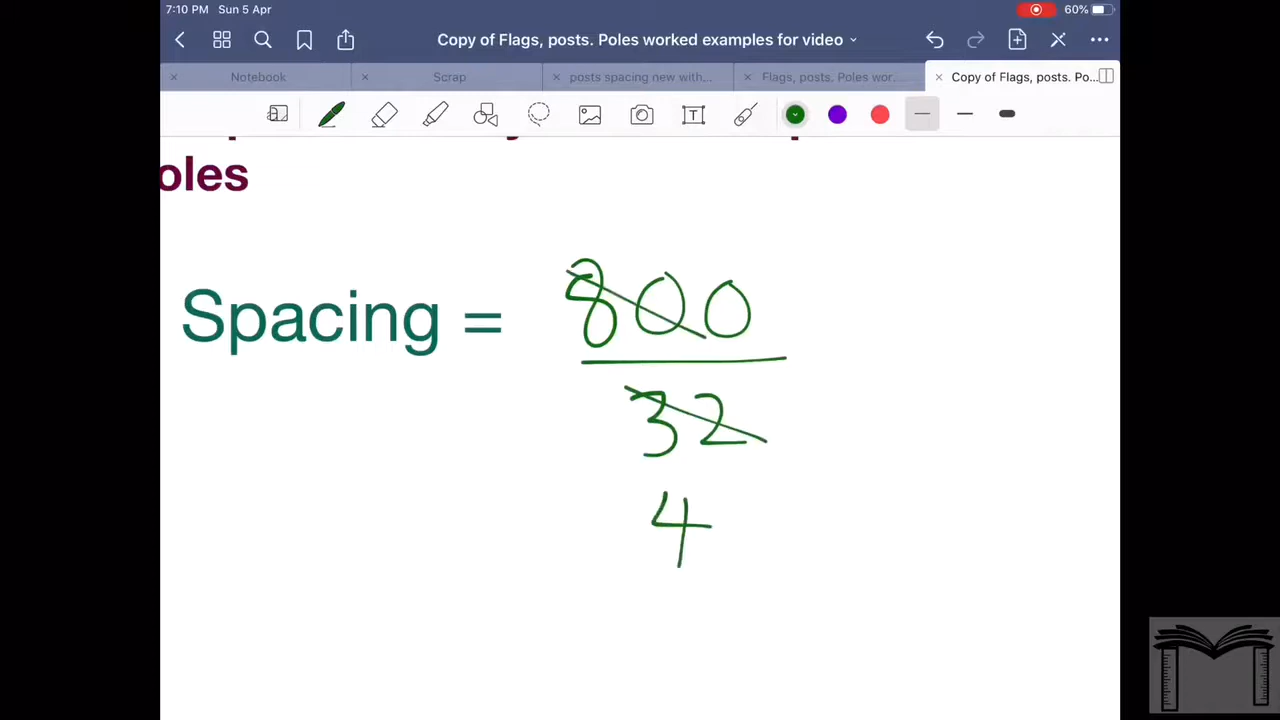 7:10 PM Sun 5 Apr 60%
Copy of Flags, posts. Poles worked examples for video
Notebook Scrap posts spacing new with... Flags, posts. Poles wor... Copy of Flags, posts. Po...
T
oles
Spacing = 800
32
4